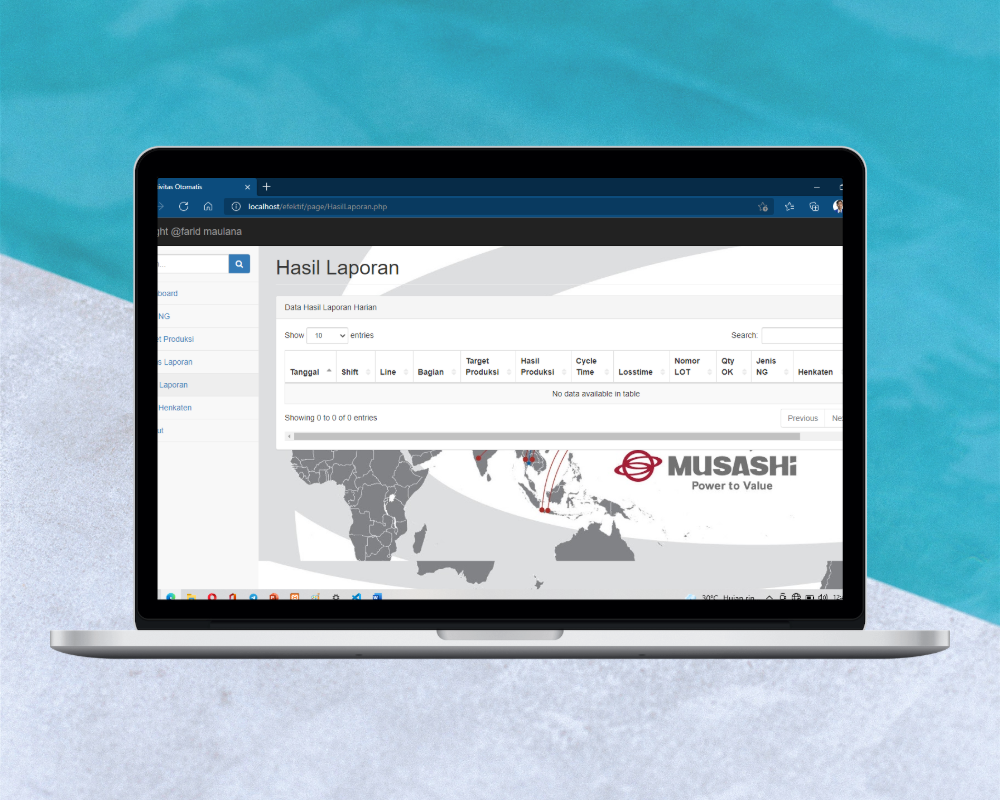 ivitas Otomatis
localhost/efektif/page/HasilLaporan.php
ght @farid maulana
board
NG
t Produksi
s Laporan
Laporan
Henkaten
ut
Hasil Laporan
Data Hasil Laporan Harian
Show 10 entries
Search:
Tanggal Shift Line Bagian Target Produksi Hasil Produksi Cycle Time Losstime Nomor LOT Qty OK Jenis NG Henkaten
No data available in table
Showing 0 to 0 of 0 entries
Previous Ne
MUSASHi
Power to Value
30°C Hujan rin